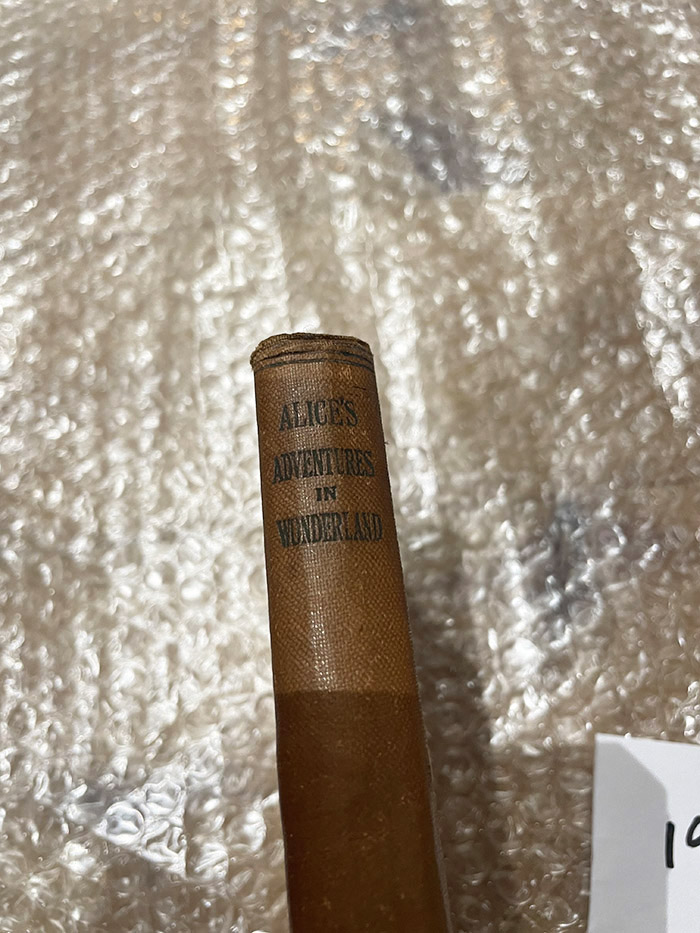 ALICE'S
ADVENTURES
IN
WONDERLAND